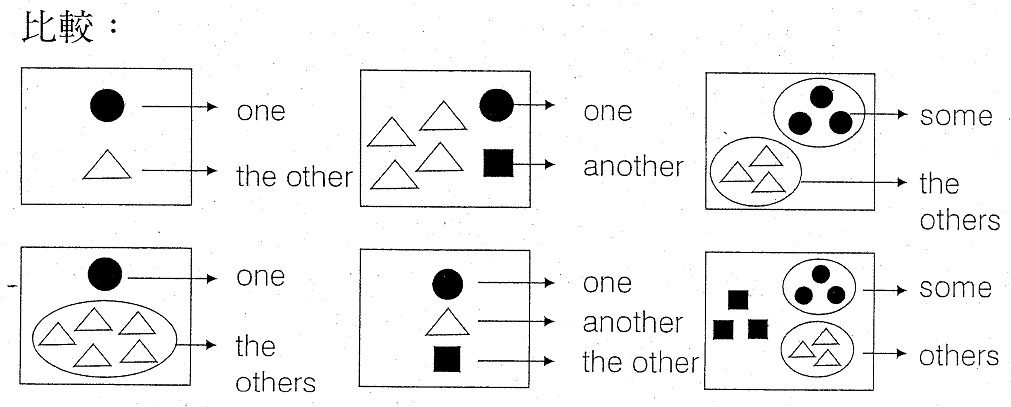 比較：
one
the other
one
another
some
the
others
one
the
others
one
another
the other
some
others